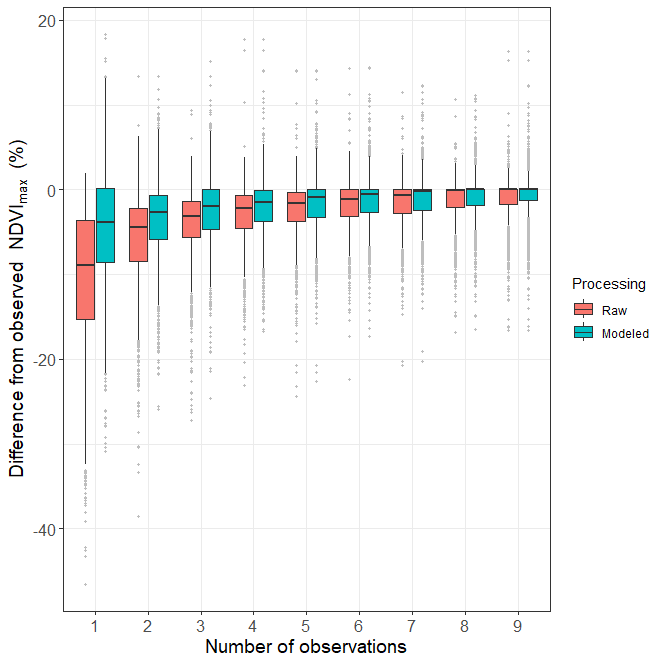 20
0
-20
-40
Difference from observed NDVImax (%)
1 2 3 4 5 6 7 8 9
Number of observations
Processing
Raw
Modeled